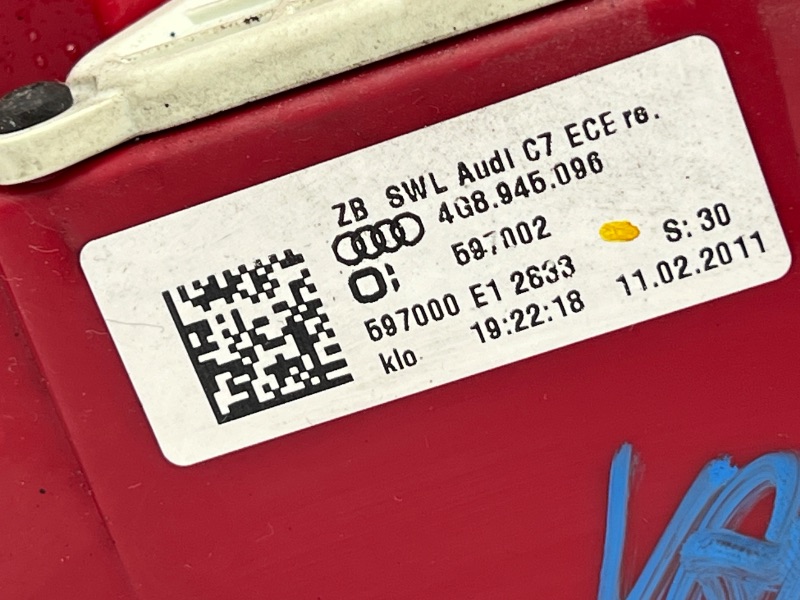 ZB SWL Audi C7 ECE re.
4G8.945.096
597002
S: 30
597000 E1 2633
klo. 19:22:18 11.02.2011